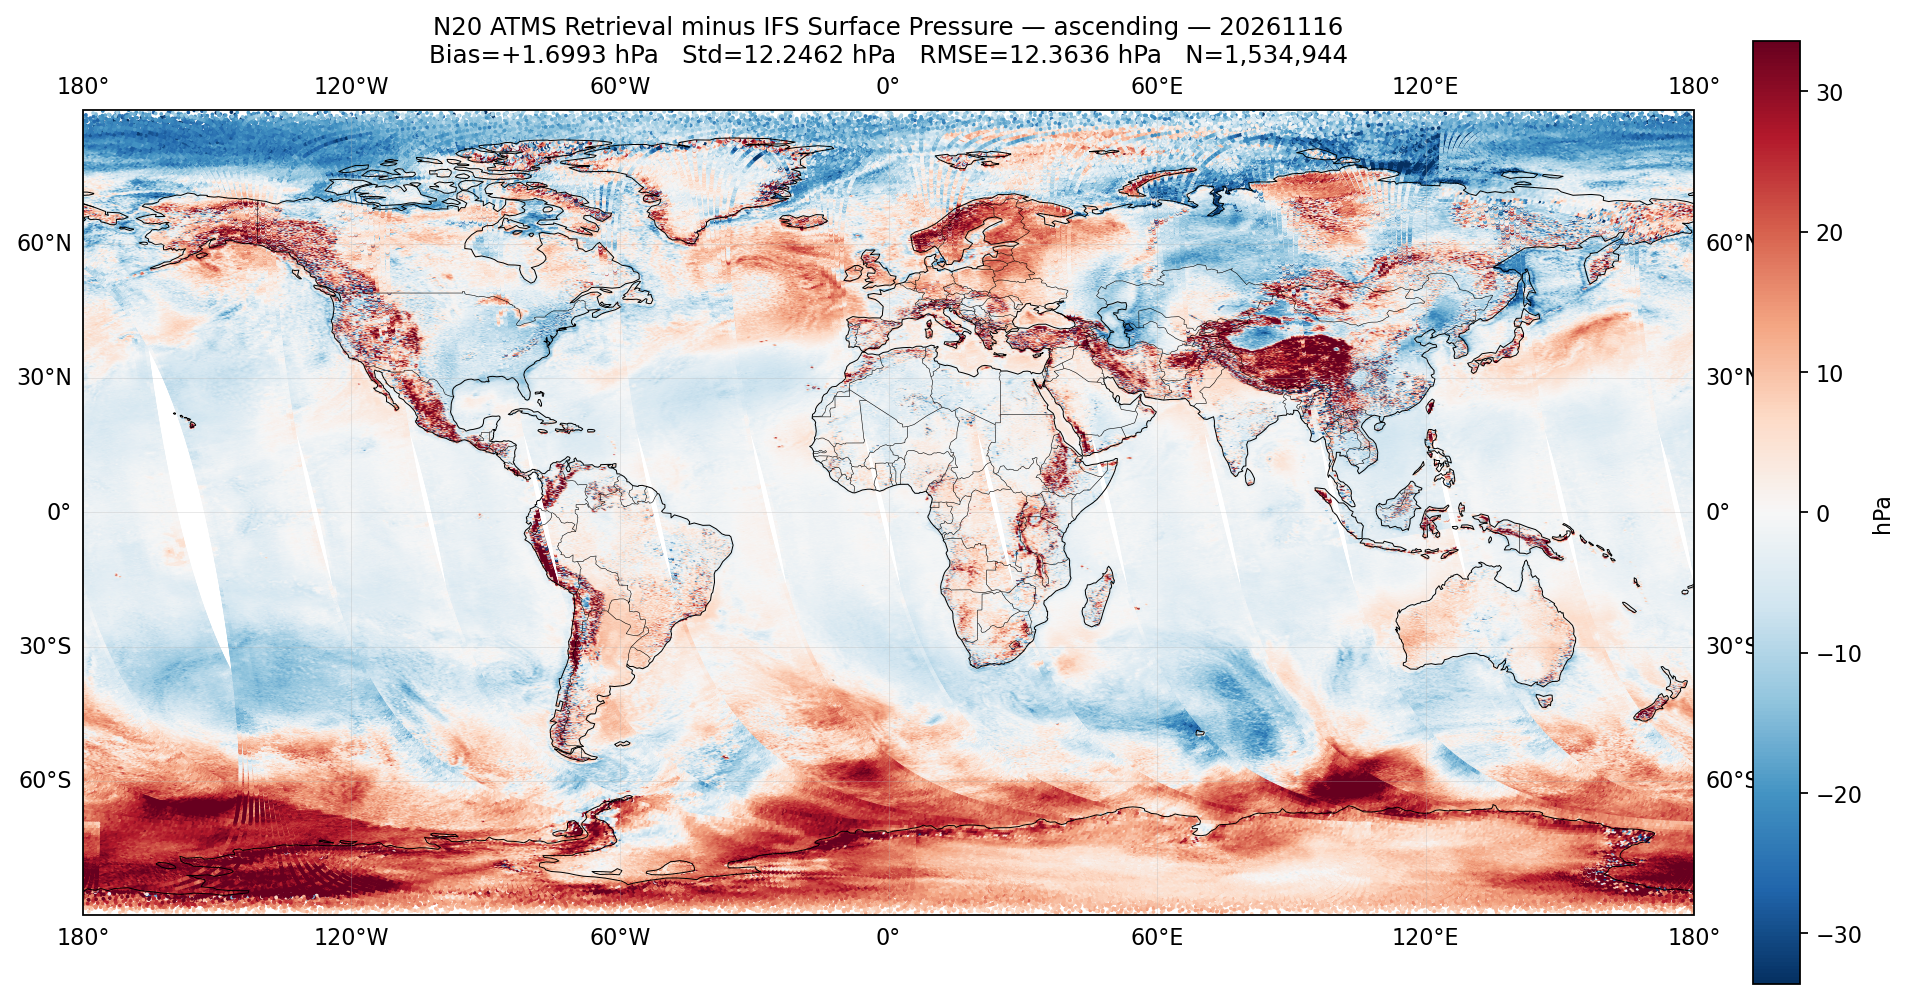 N20 ATMS Retrieval minus IFS Surface Pressure — ascending — 20261116
Bias=+1.6993 hPa   Std=12.2462 hPa   RMSE=12.3636 hPa   N=1,534,944
180° 120°W 60°W 0° 60°E 120°E 180°
60°N 60°N
30°N 30°N
0° 0°
30°S 30°S
60°S 60°S
180° 120°W 60°W 0° 60°E 120°E 180°
30
20
10
0
−10
−20
−30
hPa